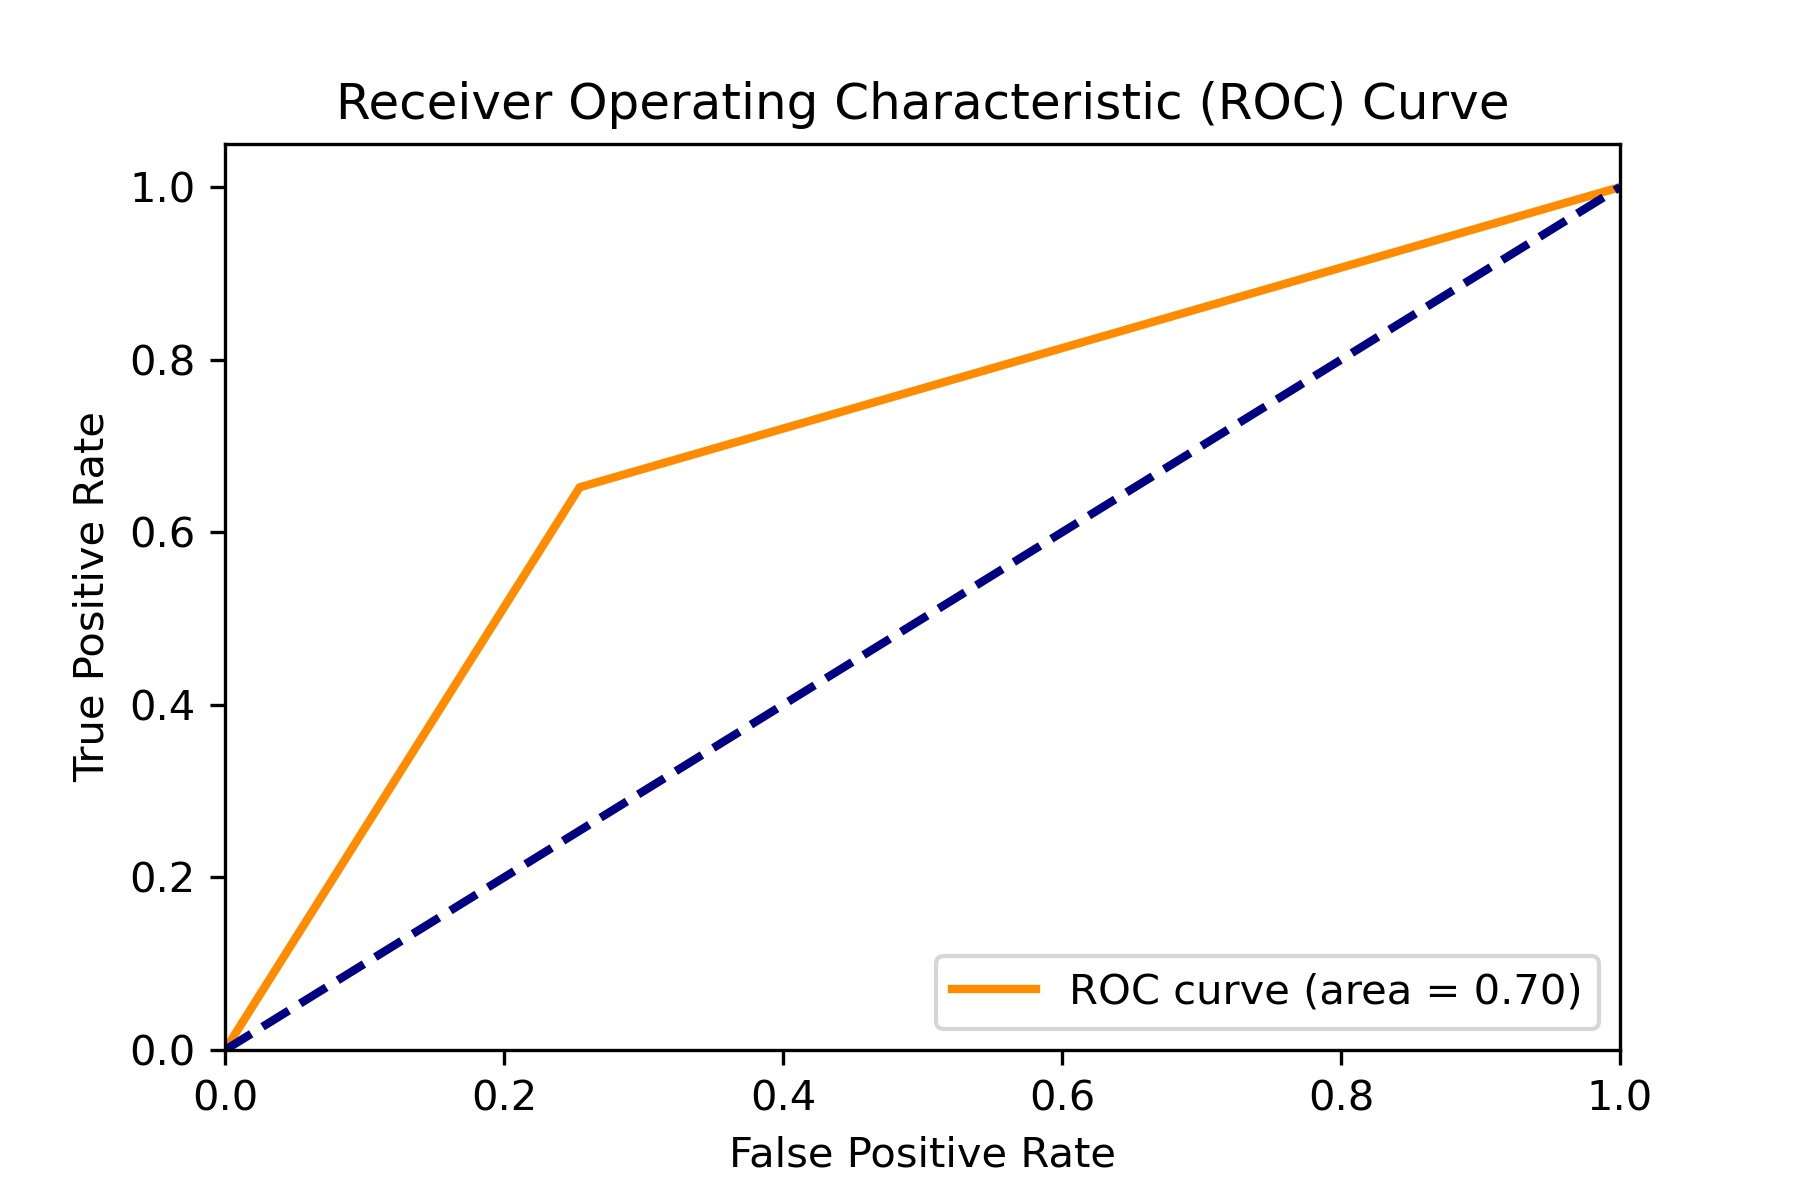 Receiver Operating Characteristic (ROC) Curve
1.0
0.8
0.6
0.4
0.2
0.0
True Positive Rate
ROC curve (area = 0.70)
0.0 0.2 0.4 0.6 0.8 1.0
False Positive Rate